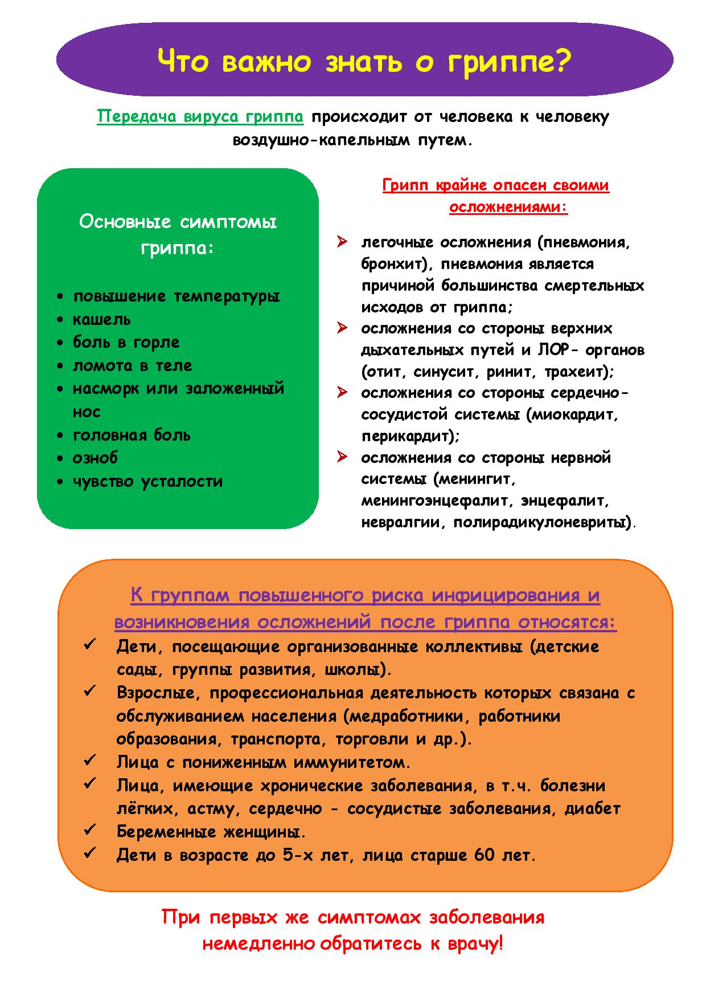 Что важно знать о гриппе?
Передача вируса гриппа происходит от человека к человеку
воздушно-капельным путем.
Основные симптомы
гриппа:
• повышение температуры
• кашель
• боль в горле
• ломота в теле
• насморк или заложенный
нос
• головная боль
• озноб
• чувство усталости
Грипп крайне опасен своими
осложнениями:
легочные осложнения (пневмония,
бронхит), пневмония является
причиной большинства смертельных
исходов от гриппа;
осложнения со стороны верхних
дыхательных путей и ЛОР- органов
(отит, синусит, ринит, трахеит);
осложнения со стороны сердечно-
сосудистой системы (миокардит,
перикардит);
осложнения со стороны нервной
системы (менингит,
менингоэнцефалит, энцефалит,
невралгии, полирадикулоневриты).
К группам повышенного риска инфицирования и
возникновения осложнений после гриппа относятся:
Дети, посещающие организованные коллективы (детские
сады, группы развития, школы).
Взрослые, профессиональная деятельность которых связана с
обслуживанием населения (медработники, работники
образования, транспорта, торговли и др.).
Лица с пониженным иммунитетом.
Лица, имеющие хронические заболевания, в т.ч. болезни
лёгких, астму, сердечно - сосудистые заболевания, диабет
Беременные женщины.
Дети в возрасте до 5-х лет, лица старше 60 лет.
При первых же симптомах заболевания
немедленно обратитесь к врачу!